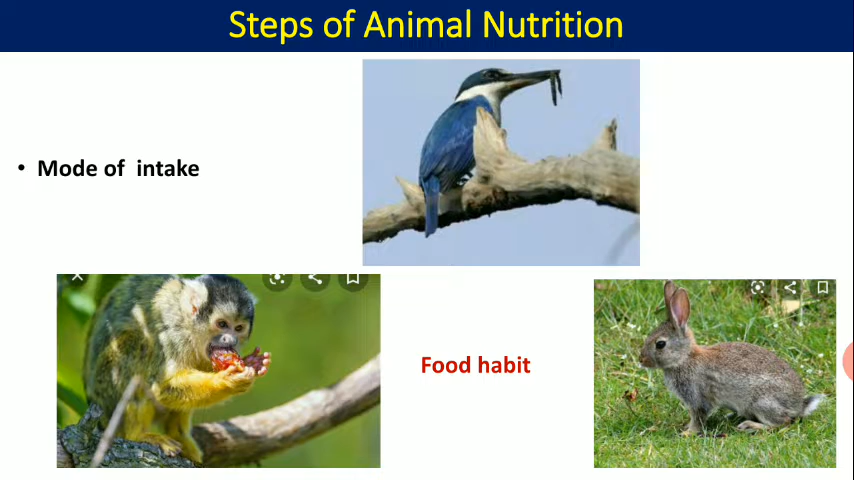 Steps of Animal Nutrition
• Mode of intake
Food habit